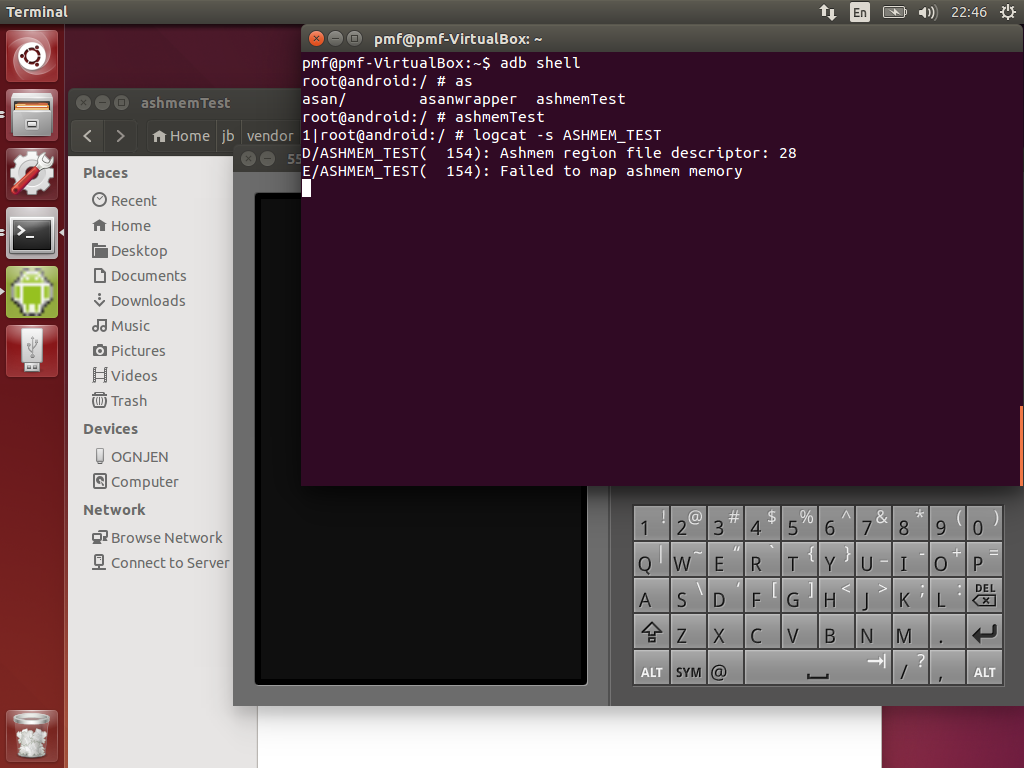 Terminal
En
22:46
pmf@pmf-VirtualBox: ~
pmf@pmf-VirtualBox:~$ adb shell
root@android:/ # as
asan/        asanwrapper  ashmemTest
root@android:/ # ashmemTest
1|root@android:/ # logcat -s ASHMEM_TEST
D/ASHMEM_TEST(  154): Ashmem region file descriptor: 28
E/ASHMEM_TEST(  154): Failed to map ashmem memory
ashmemTest
Home jb vendor
55
Places
Recent
Home
Desktop
Documents
Downloads
Music
Pictures
Videos
Trash
Devices
OGNJEN
Computer
Network
Browse Network
Connect to Server
1 ! 2 @ 3 # 4 $ 5 % 6 ^ 7 & 8 * 9 ( 0 )
Q | W ~ E “ R ` T { Y } U _ I - O + P =
A S \ D ‘ F [ G ] H < J > K ; L : DEL
Z X C V B N M .
ALT SYM @ / ? , ALT